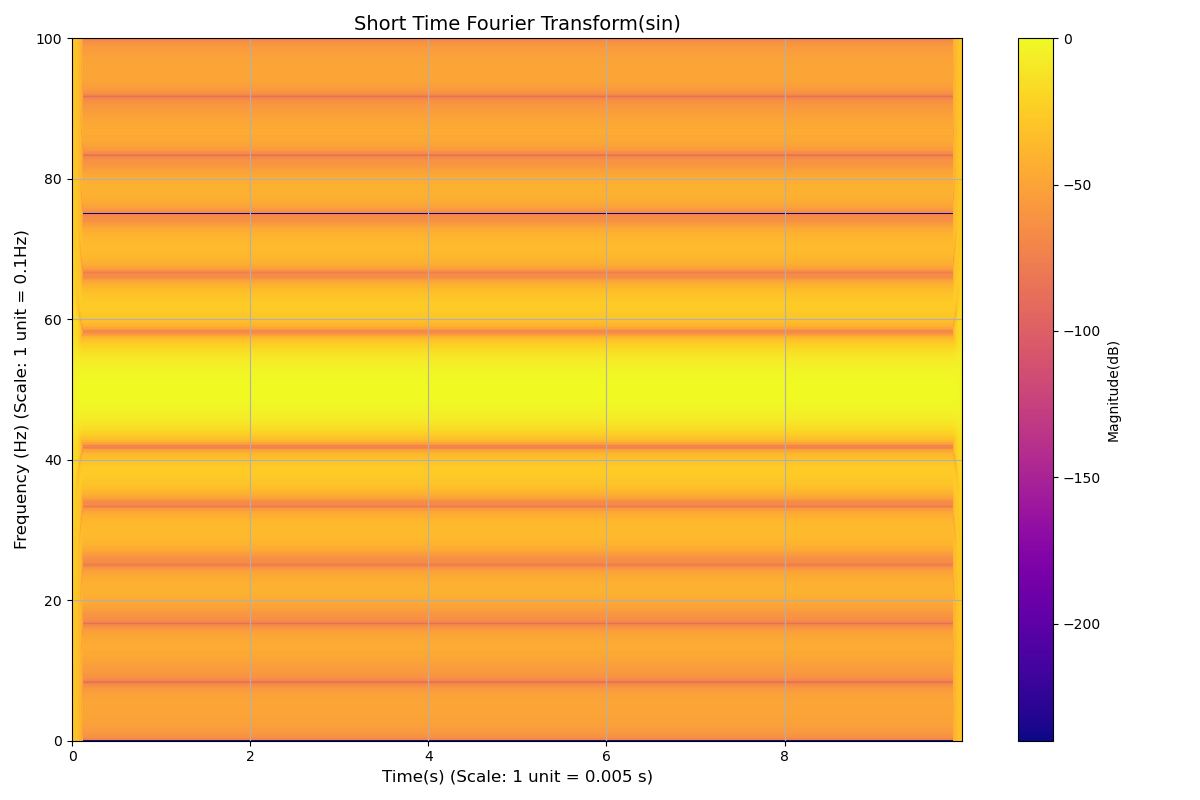 Short Time Fourier Transform(sin)
100
80
60
40
20
0
Frequency (Hz) (Scale: 1 unit = 0.1Hz)
0 2 4 6 8
Time(s) (Scale: 1 unit = 0.005 s)
0
−50
−100
−150
−200
Magnitude(dB)